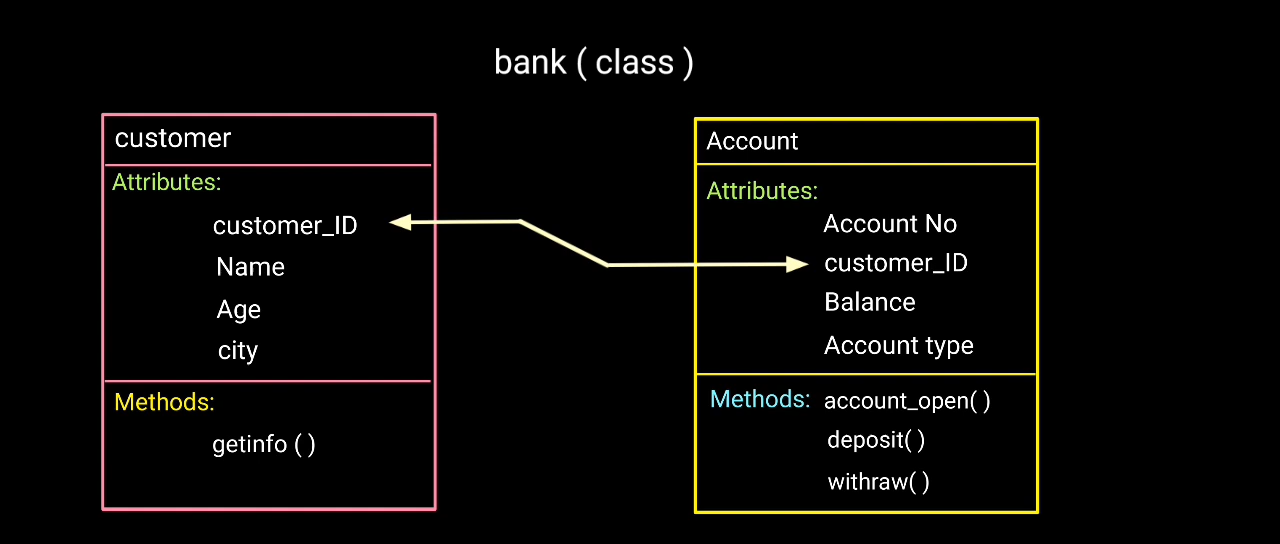 bank ( class )
customer
Attributes:
customer_ID
Name
Age
city
Methods:
getinfo ( )
Account
Attributes:
Account No
customer_ID
Balance
Account type
Methods: account_open( )
deposit( )
withraw( )